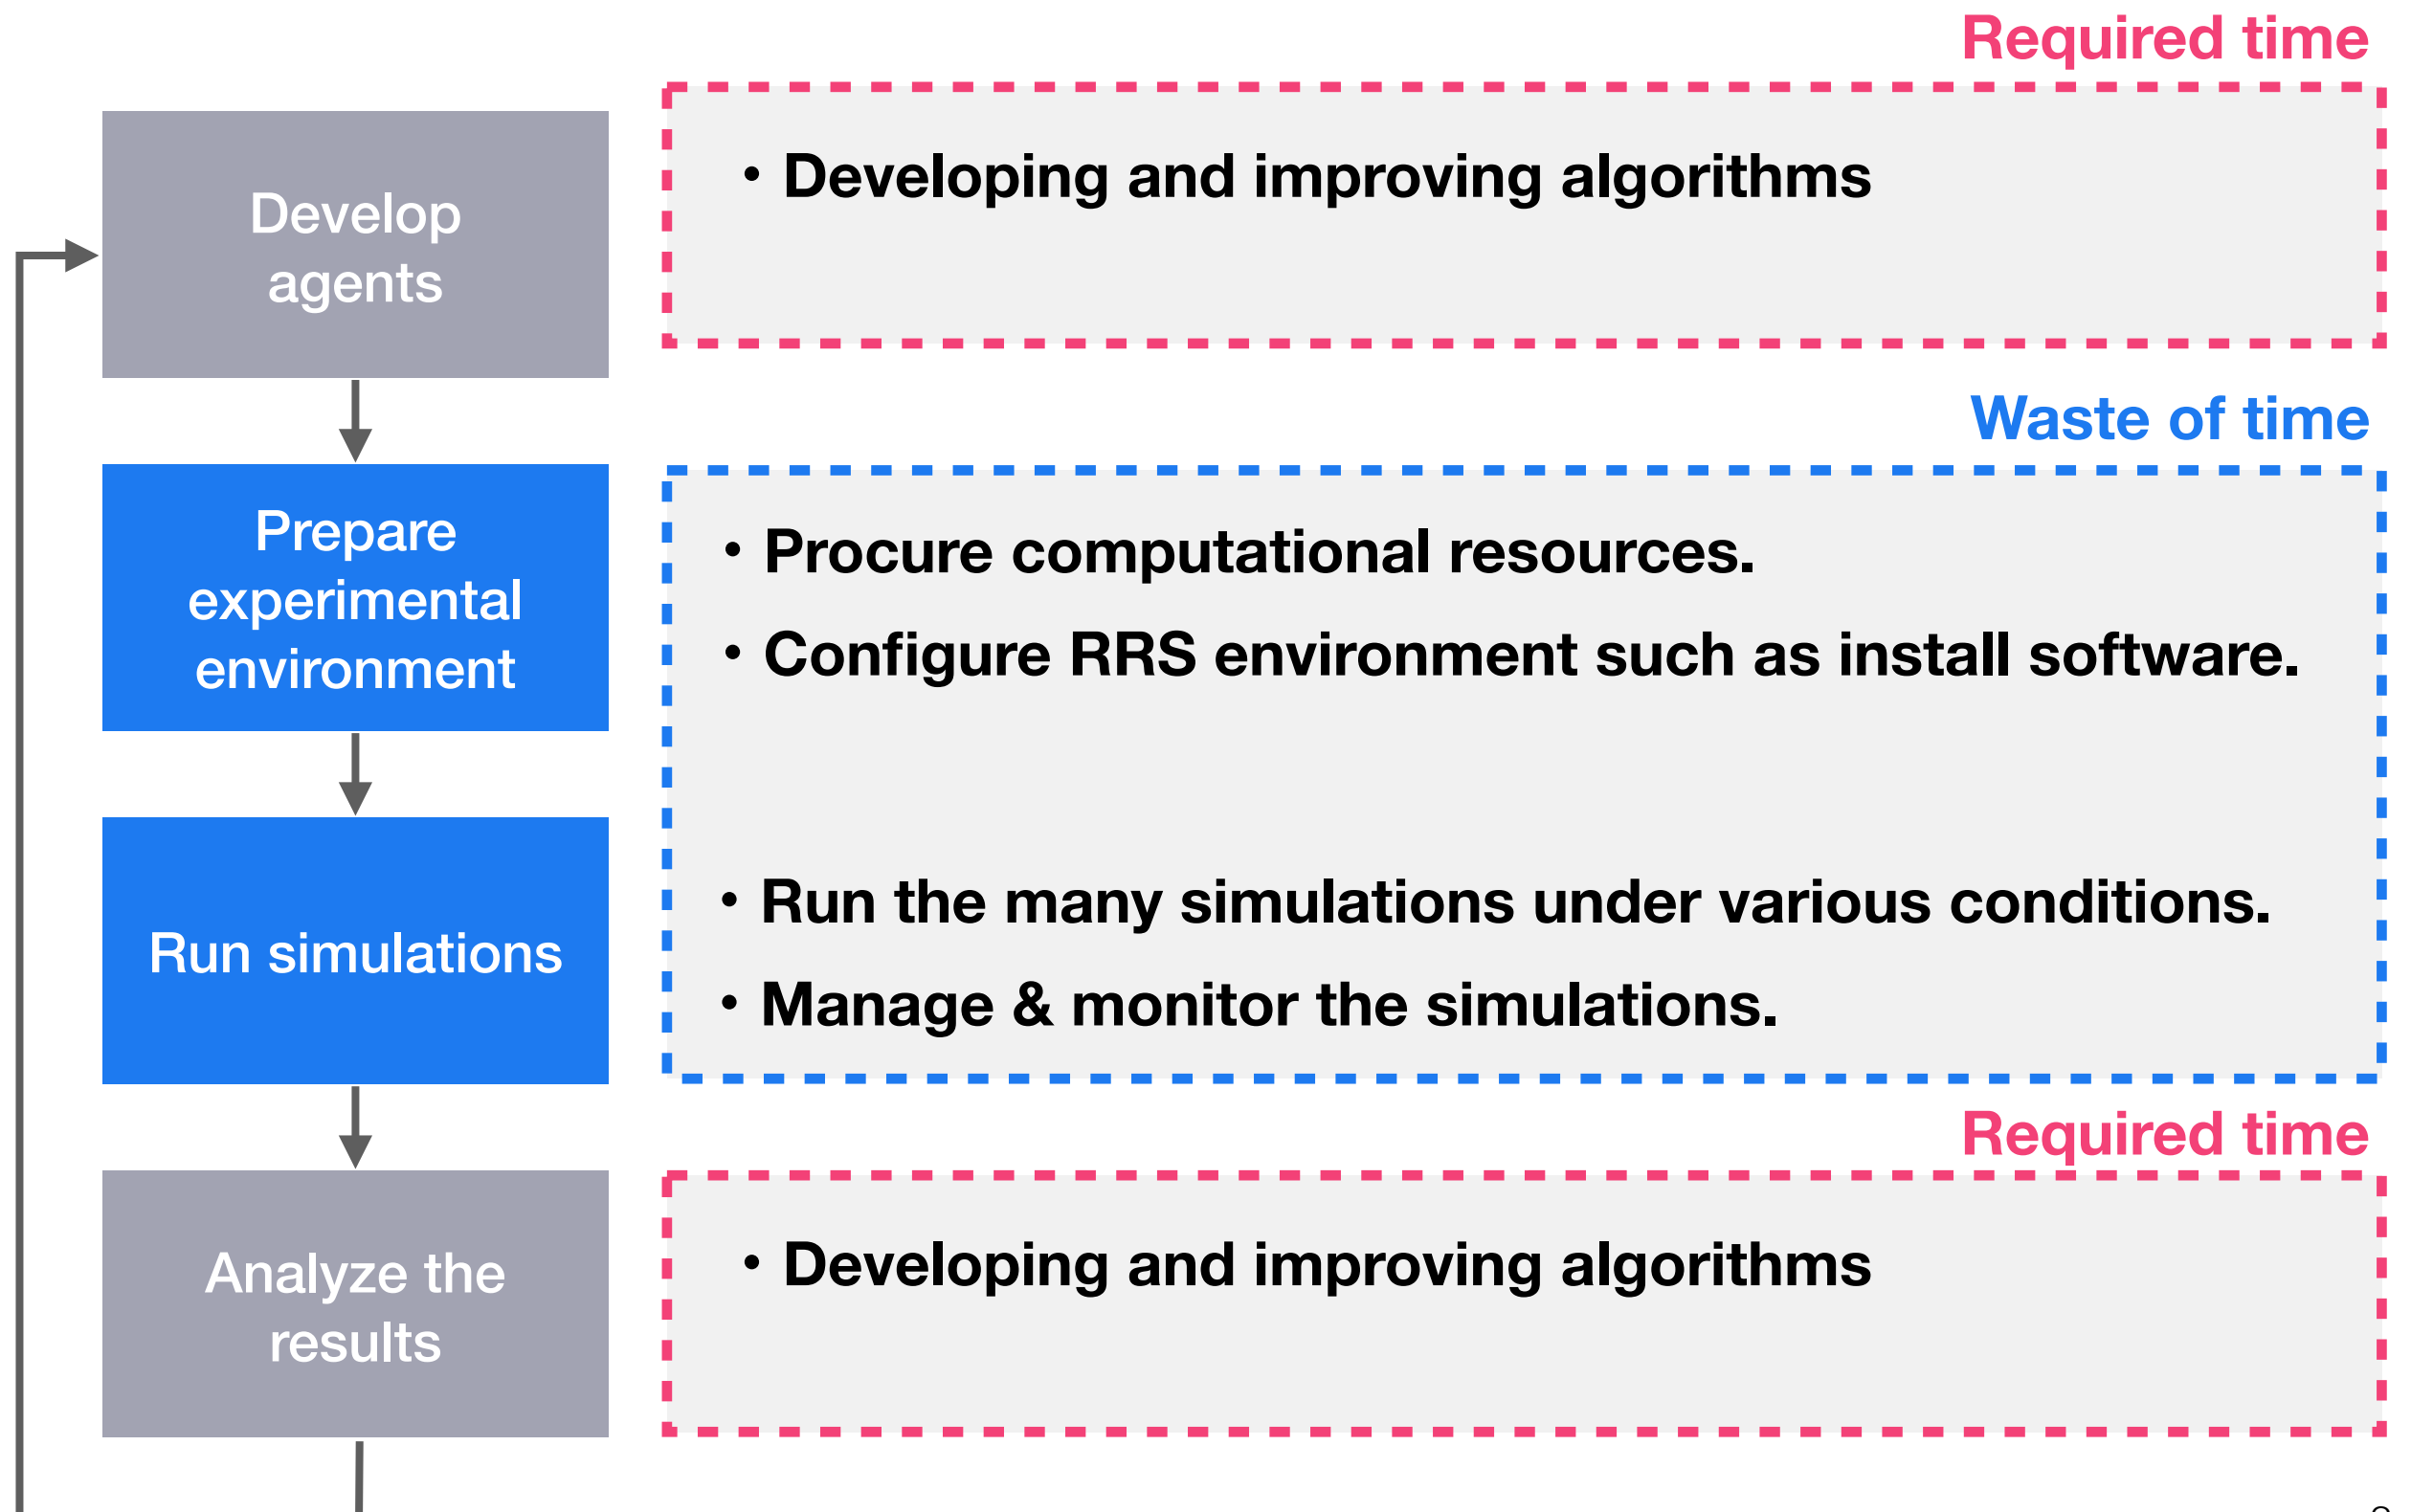 Required time
Develop
agents
• Developing and improving algorithms
Waste of time
Prepare
experimental
environment
• Procure computational resources.
• Configure RRS environment such as install software.
Run simulations
• Run the many simulations under various conditions.
• Manage & monitor the simulations.
Required time
Analyze the
results
• Developing and improving algorithms